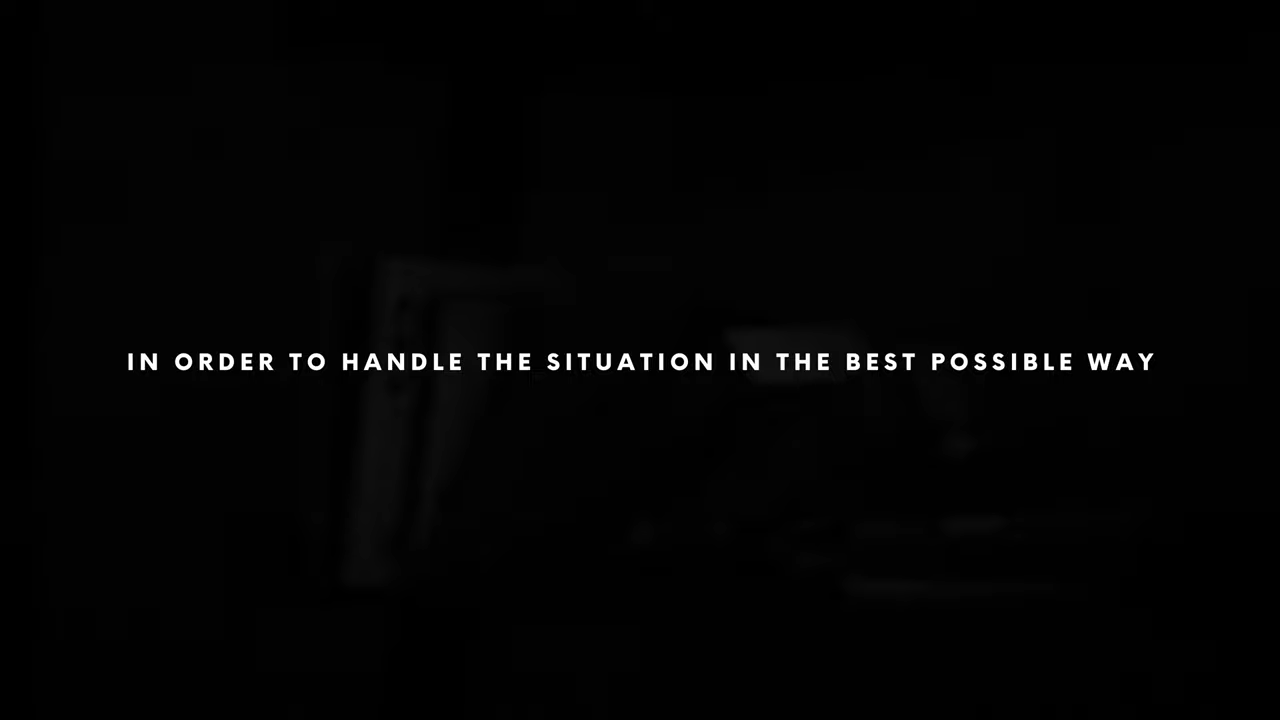 IN ORDER TO HANDLE THE SITUATION IN THE BEST POSSIBLE WAY